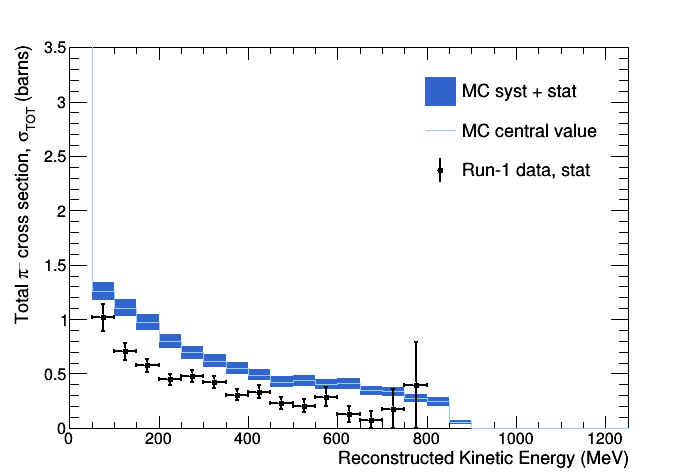 3.5
3
2.5
2
1.5
1
0.5
0
Total π⁻ cross section, σ_TOT (barns)
MC syst + stat
MC central value
Run-1 data, stat
0 200 400 600 800 1000 1200
Reconstructed Kinetic Energy (MeV)